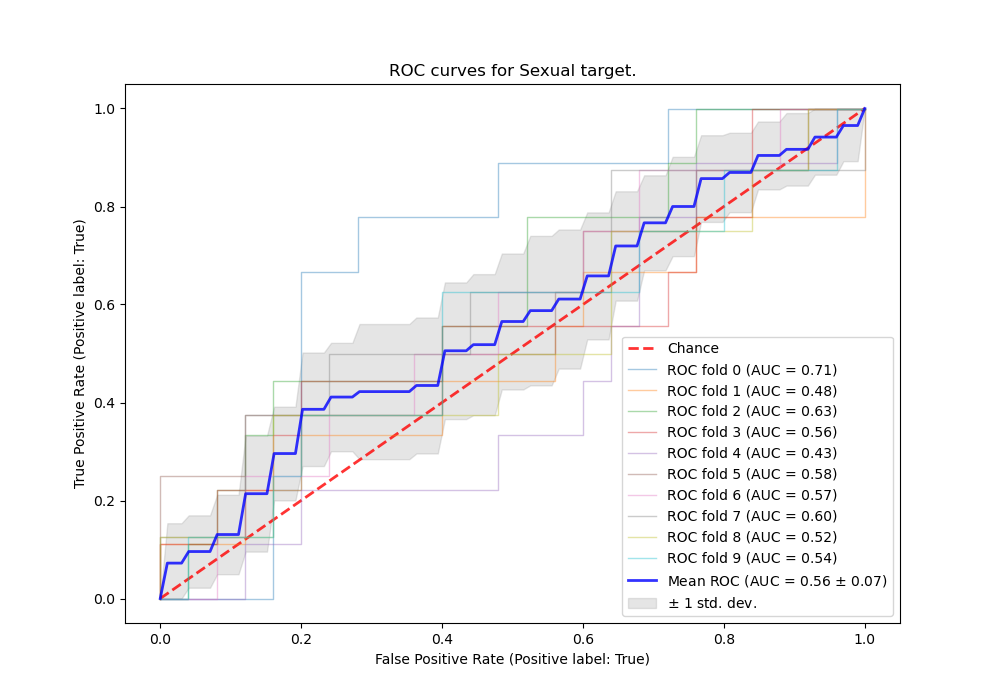 ROC curves for Sexual target.
True Positive Rate (Positive label: True)
1.0
0.8
0.6
0.4
0.2
0.0
0.0 0.2 0.4 0.6 0.8 1.0
False Positive Rate (Positive label: True)
Chance
ROC fold 0 (AUC = 0.71)
ROC fold 1 (AUC = 0.48)
ROC fold 2 (AUC = 0.63)
ROC fold 3 (AUC = 0.56)
ROC fold 4 (AUC = 0.43)
ROC fold 5 (AUC = 0.58)
ROC fold 6 (AUC = 0.57)
ROC fold 7 (AUC = 0.60)
ROC fold 8 (AUC = 0.52)
ROC fold 9 (AUC = 0.54)
Mean ROC (AUC = 0.56 ± 0.07)
± 1 std. dev.